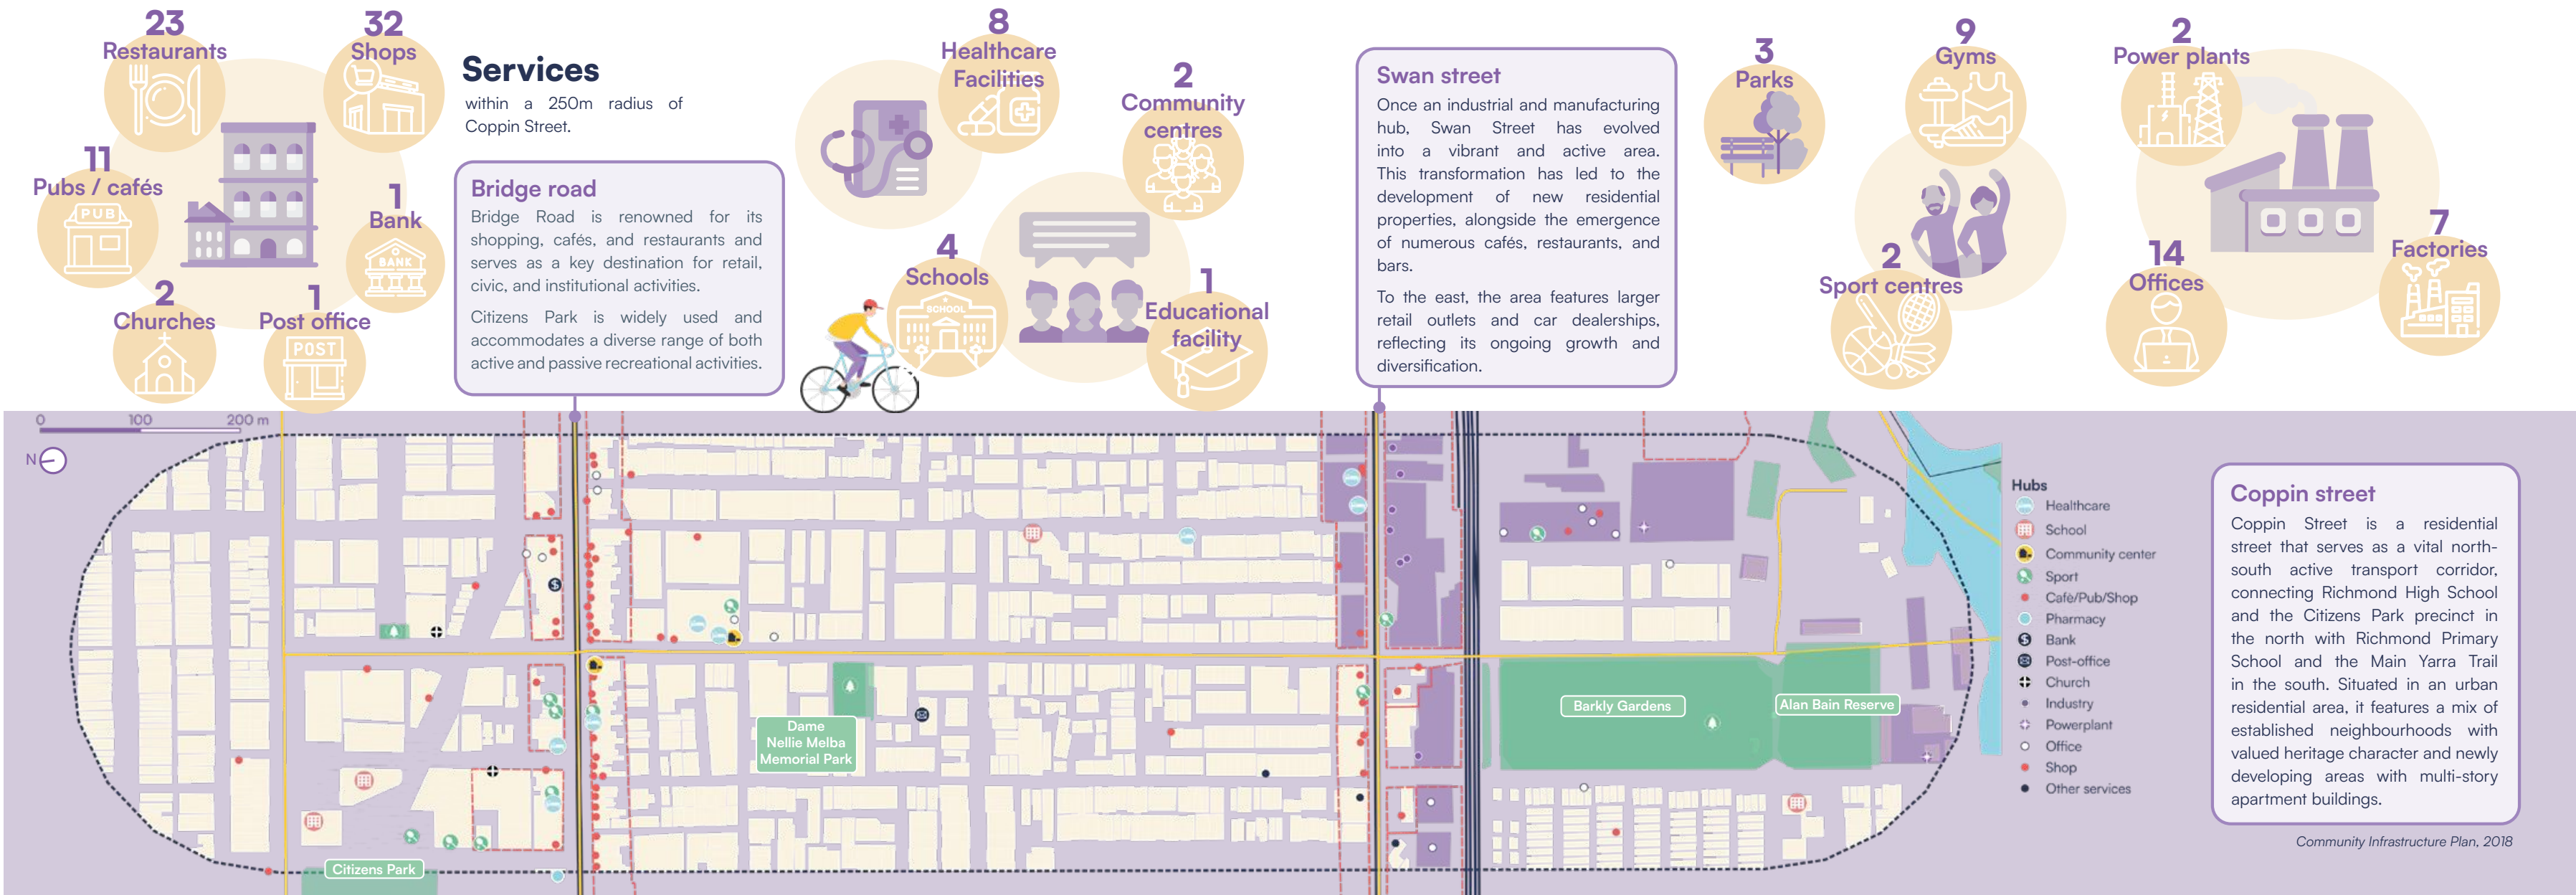 23
Restaurants
32
Shops
11
Pubs / cafés
PUB
1
Bank
BANK
2
Churches
1
Post office
POST
Services
within a 250m radius of
Coppin Street.
Bridge road
Bridge Road is renowned for its
shopping, cafés, and restaurants and
serves as a key destination for retail,
civic, and institutional activities.
Citizens Park is widely used and
accommodates a diverse range of both
active and passive recreational activities.
8
Healthcare
Facilities
2
Community
centres
4
Schools
SCHOOL
1
Educational
facility
Swan street
Once an industrial and manufacturing
hub, Swan Street has evolved
into a vibrant and active area.
This transformation has led to the
development of new residential
properties, alongside the emergence
of numerous cafés, restaurants, and
bars.
To the east, the area features larger
retail outlets and car dealerships,
reflecting its ongoing growth and
diversification.
3
Parks
9
Gyms
2
Sport centres
2
Power plants
14
Offices
7
Factories
0 100 200 m
N
Dame
Nellie Melba
Memorial Park
Citizens Park
Barkly Gardens
Alan Bain Reserve
Hubs
Healthcare
School
Community center
Sport
Cafè/Pub/Shop
Pharmacy
$ Bank
Post-office
Church
Industry
Powerplant
Office
Shop
Other services
Coppin street
Coppin Street is a residential
street that serves as a vital north-
south active transport corridor,
connecting Richmond High School
and the Citizens Park precinct in
the north with Richmond Primary
School and the Main Yarra Trail
in the south. Situated in an urban
residential area, it features a mix of
established neighbourhoods with
valued heritage character and newly
developing areas with multi-story
apartment buildings.
Community Infrastructure Plan, 2018